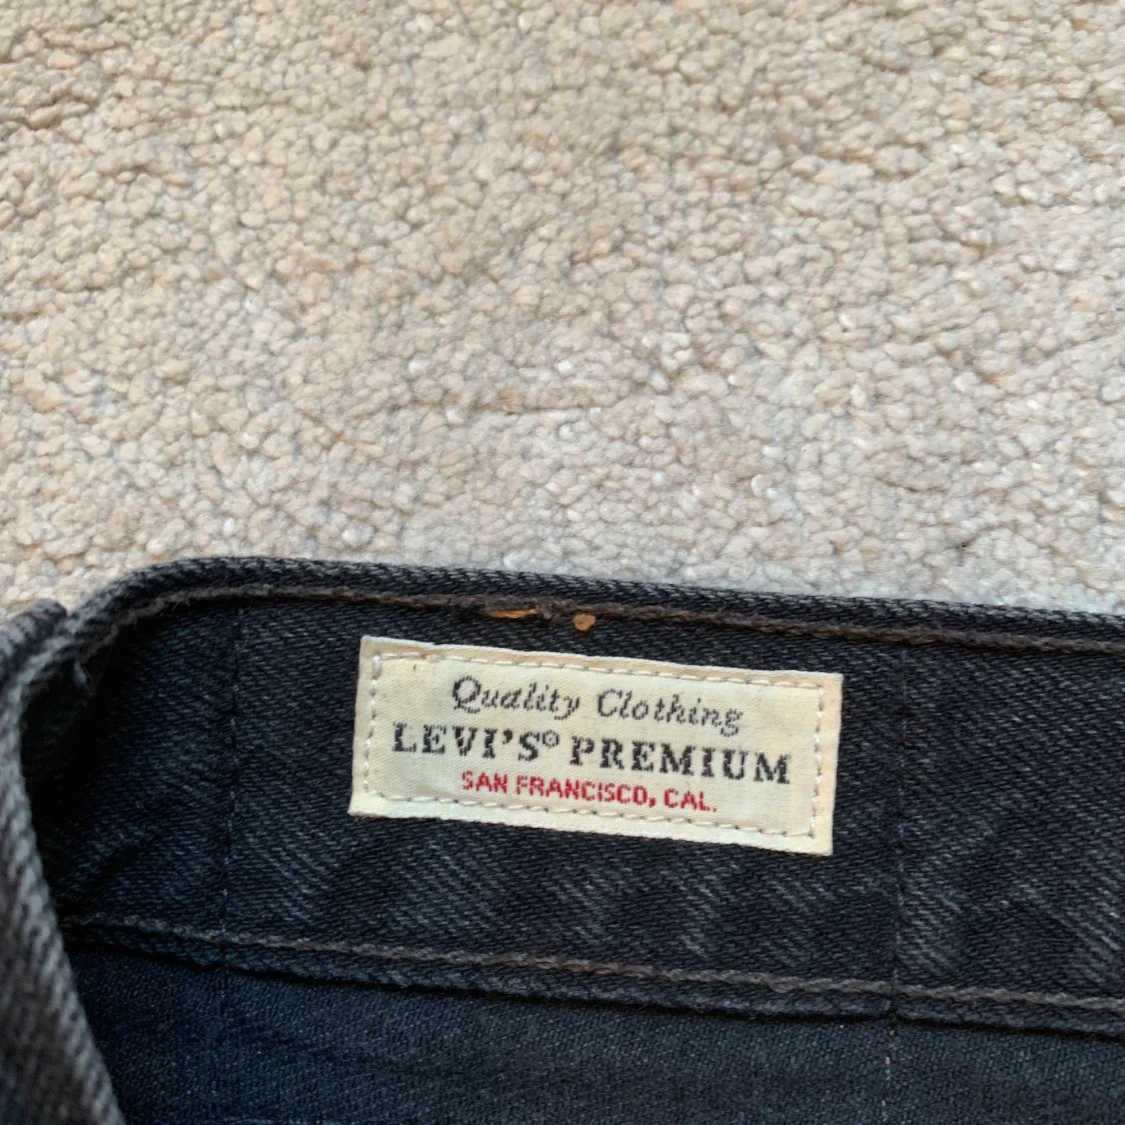 Quality Clothing
LEVI'S® PREMIUM
SAN FRANCISCO, CAL.